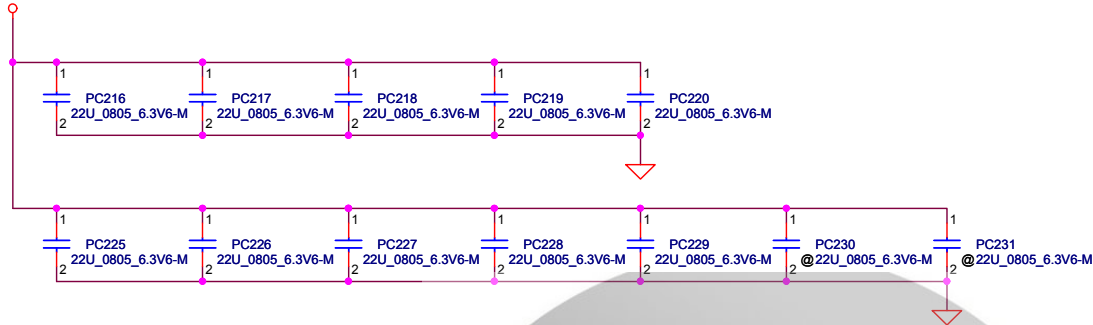 1 1 1 1 1
PC216 PC217 PC218 PC219 PC220
22U_0805_6.3V6-M 22U_0805_6.3V6-M 22U_0805_6.3V6-M 22U_0805_6.3V6-M 22U_0805_6.3V6-M
2 2 2 2 2
1 1 1 1 1 1 1
PC225 PC226 PC227 PC228 PC229 PC230 PC231
22U_0805_6.3V6-M 22U_0805_6.3V6-M 22U_0805_6.3V6-M 22U_0805_6.3V6-M 22U_0805_6.3V6-M @22U_0805_6.3V6-M @22U_0805_6.3V6-M
2 2 2 2 2 2 2